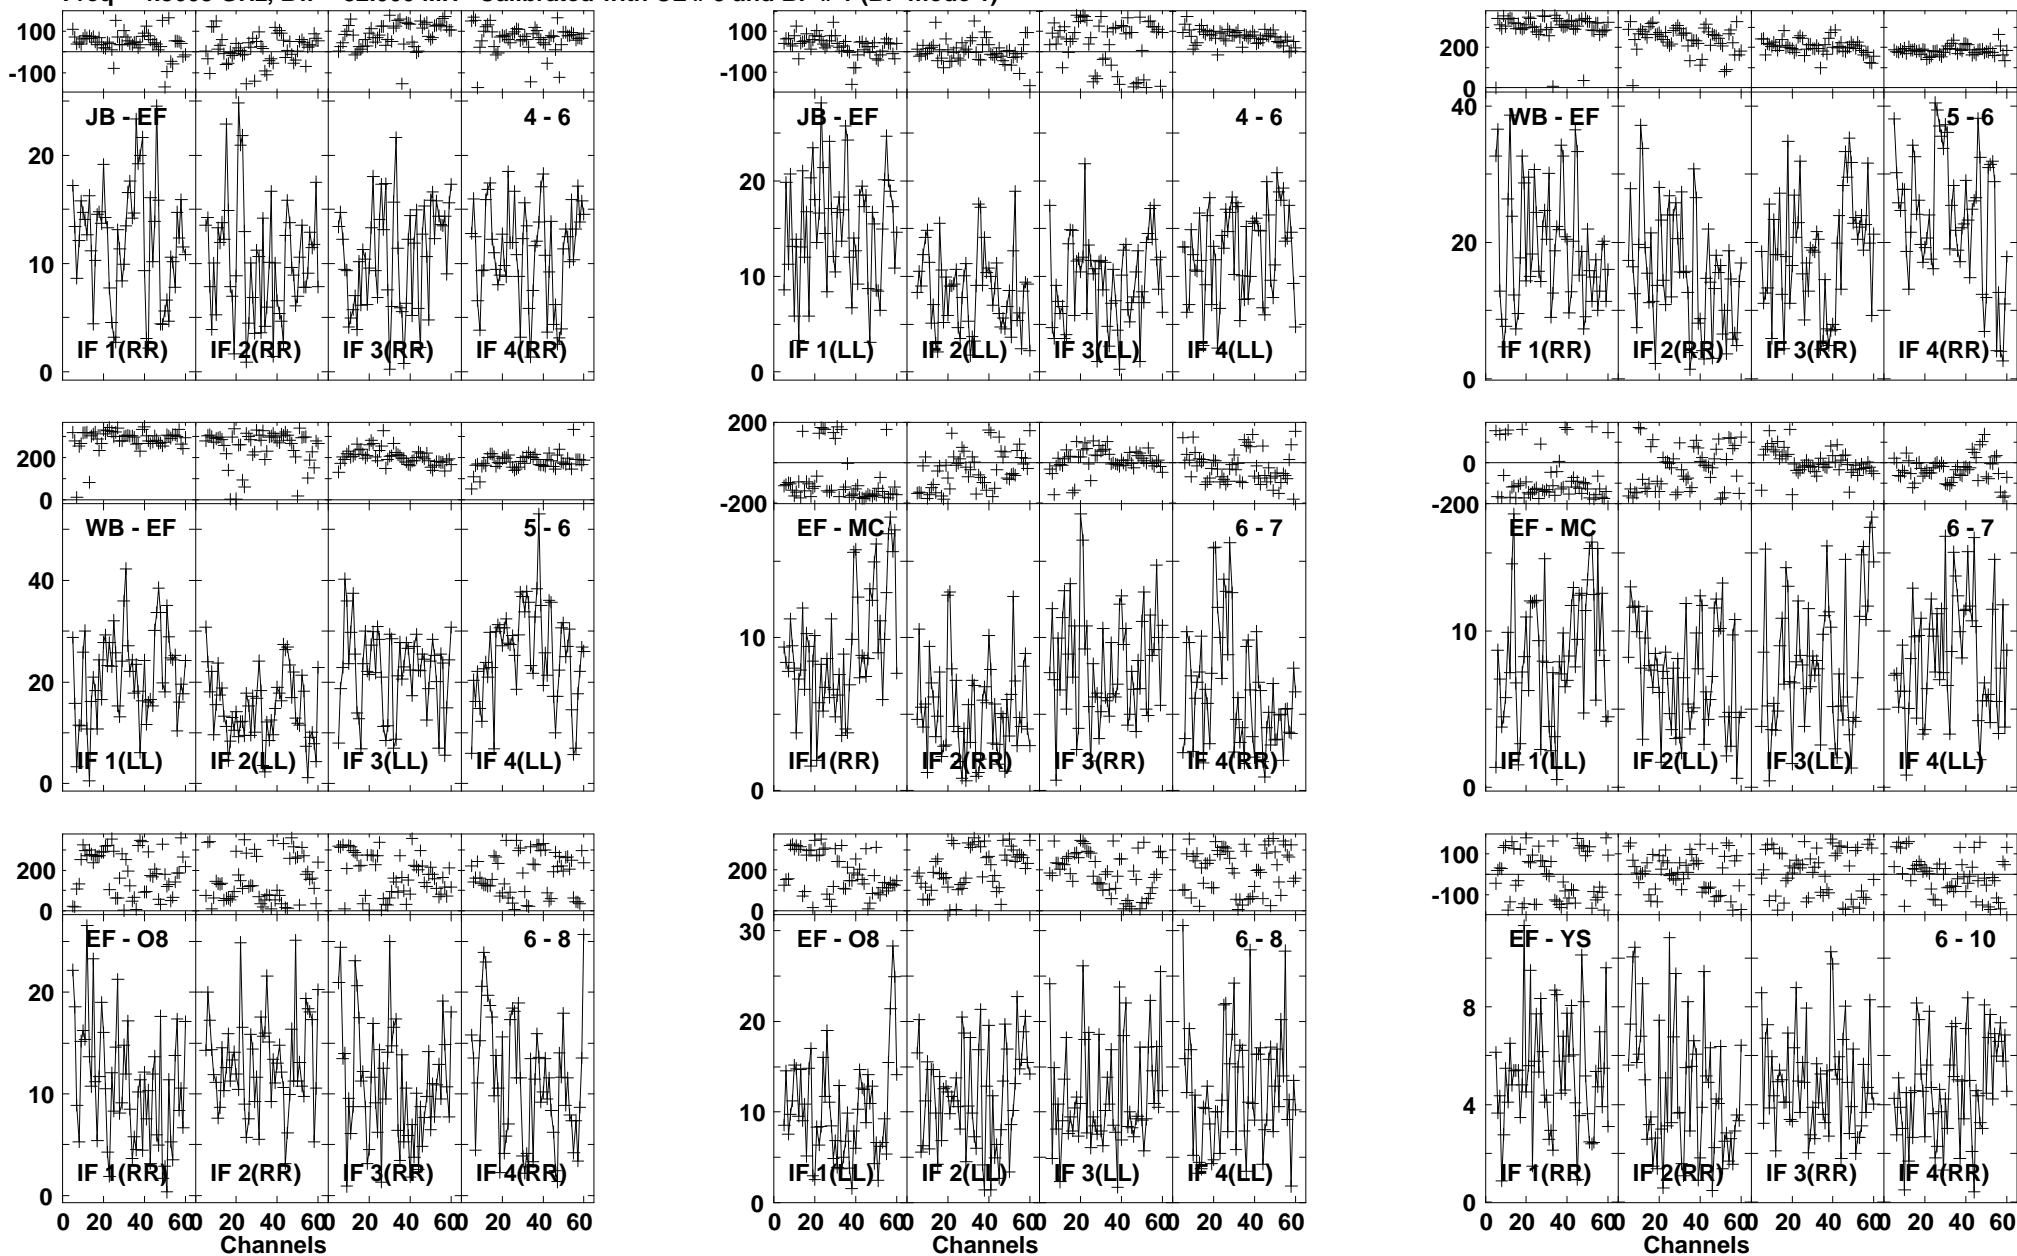 100
-100
JB - EF
4 - 6
20
10
0
IF 1(RR)
IF 2(RR)
IF 3(RR)
IF 4(RR)
100
-100
JB - EF
4 - 6
20
10
0
IF 1(LL)
IF 2(LL)
IF 3(LL)
IF 4(LL)
200
0
WB - EF
5 - 6
40
20
0
IF 1(RR)
IF 2(RR)
IF 3(RR)
IF 4(RR)
200
0
WB - EF
5 - 6
40
20
0
IF 1(LL)
IF 2(LL)
IF 3(LL)
IF 4(LL)
200
0
-200
EF - MC
6 - 7
10
0
IF 1(RR)
IF 2(RR)
IF 3(RR)
IF 4(RR)
0
-200
EF - MC
6 - 7
10
0
IF 1(LL)
IF 2(LL)
IF 3(LL)
IF 4(LL)
200
0
EF - O8
6 - 8
20
10
0
IF 1(RR)
IF 2(RR)
IF 3(RR)
IF 4(RR)
0 20 40 60 0 20 40 60 0 20 40 60 0 20 40 60
Channels
200
0
EF - O8
6 - 8
30
20
10
0
IF 1(LL)
IF 2(LL)
IF 3(LL)
IF 4(LL)
0 20 40 60 0 20 40 60 0 20 40 60 0 20 40 60
Channels
100
-100
EF - YS
6 - 10
8
4
0
IF 1(RR)
IF 2(RR)
IF 3(RR)
IF 4(RR)
0 20 40 60 0 20 40 60 0 20 40 60 0 20 40 60
Channels